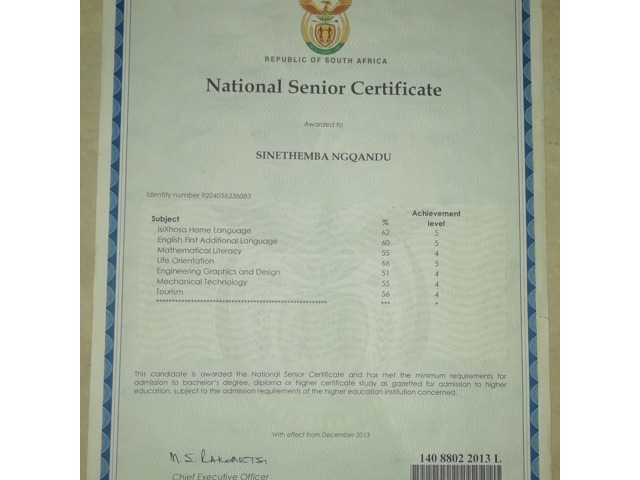 REPUBLIC OF SOUTH AFRICA
National Senior Certificate
Awarded to
SINETHEMBA NGQANDU
Identity number 9204056336083
Subject % Achievement level
IsiXhosa Home Language 62 5
English First Additional Language 60 5
Mathematical Literacy 55 4
Life Orientation 66 5
Engineering Graphics and Design 51 4
Mechanical Technology 55 4
Tourism 56 4
This candidate is awarded the National Senior Certificate and has met the minimum requirements for
admission to bachelor's degree, diploma or higher certificate study as gazetted for admission to higher
education, subject to the admission requirements of the higher education institution concerned.
With effect from December 2013
M.S. RAKOMETSI
140 8802 2013 L
Chief Executive Officer